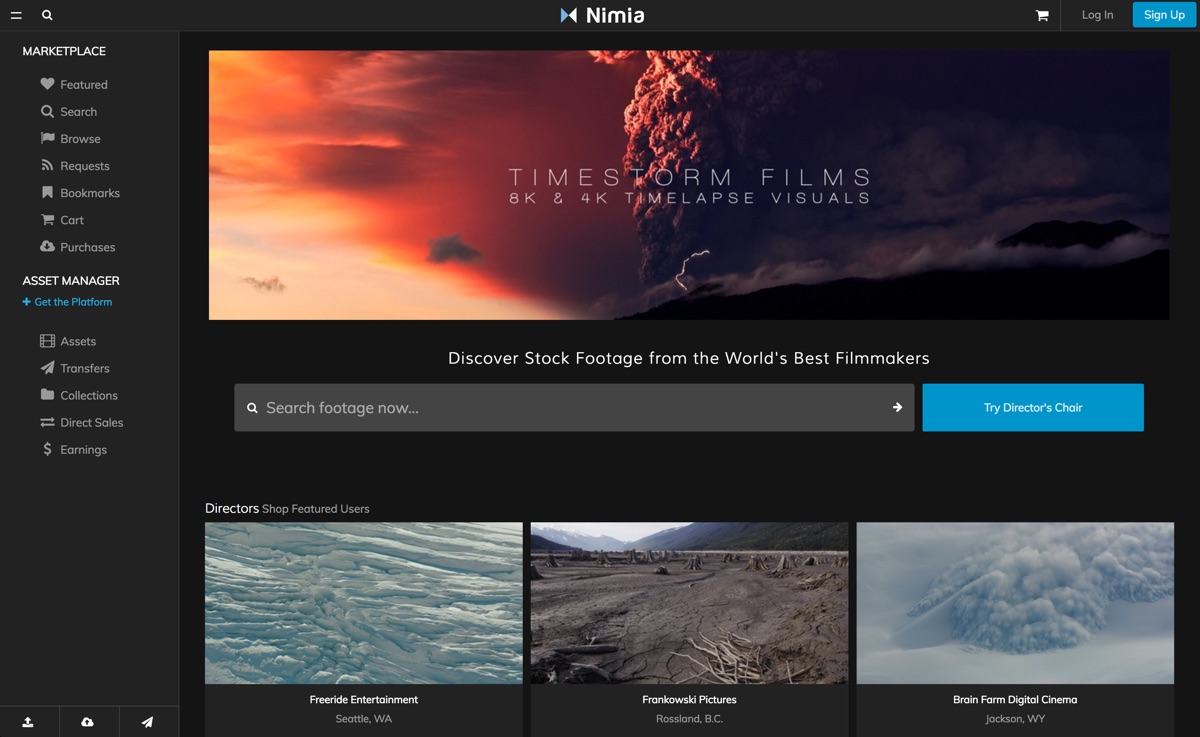 Nimia
Log In
Sign Up
MARKETPLACE
Featured
Search
Browse
Requests
Bookmarks
Cart
Purchases
ASSET MANAGER
Get the Platform
Assets
Transfers
Collections
Direct Sales
Earnings
TIMESTORM FILMS
8K & 4K TIMELAPSE VISUALS
Discover Stock Footage from the World's Best Filmmakers
Search footage now...
Try Director's Chair
Directors Shop Featured Users
Freeride Entertainment
Seattle, WA
Frankowski Pictures
Rossland, B.C.
Brain Farm Digital Cinema
Jackson, WY